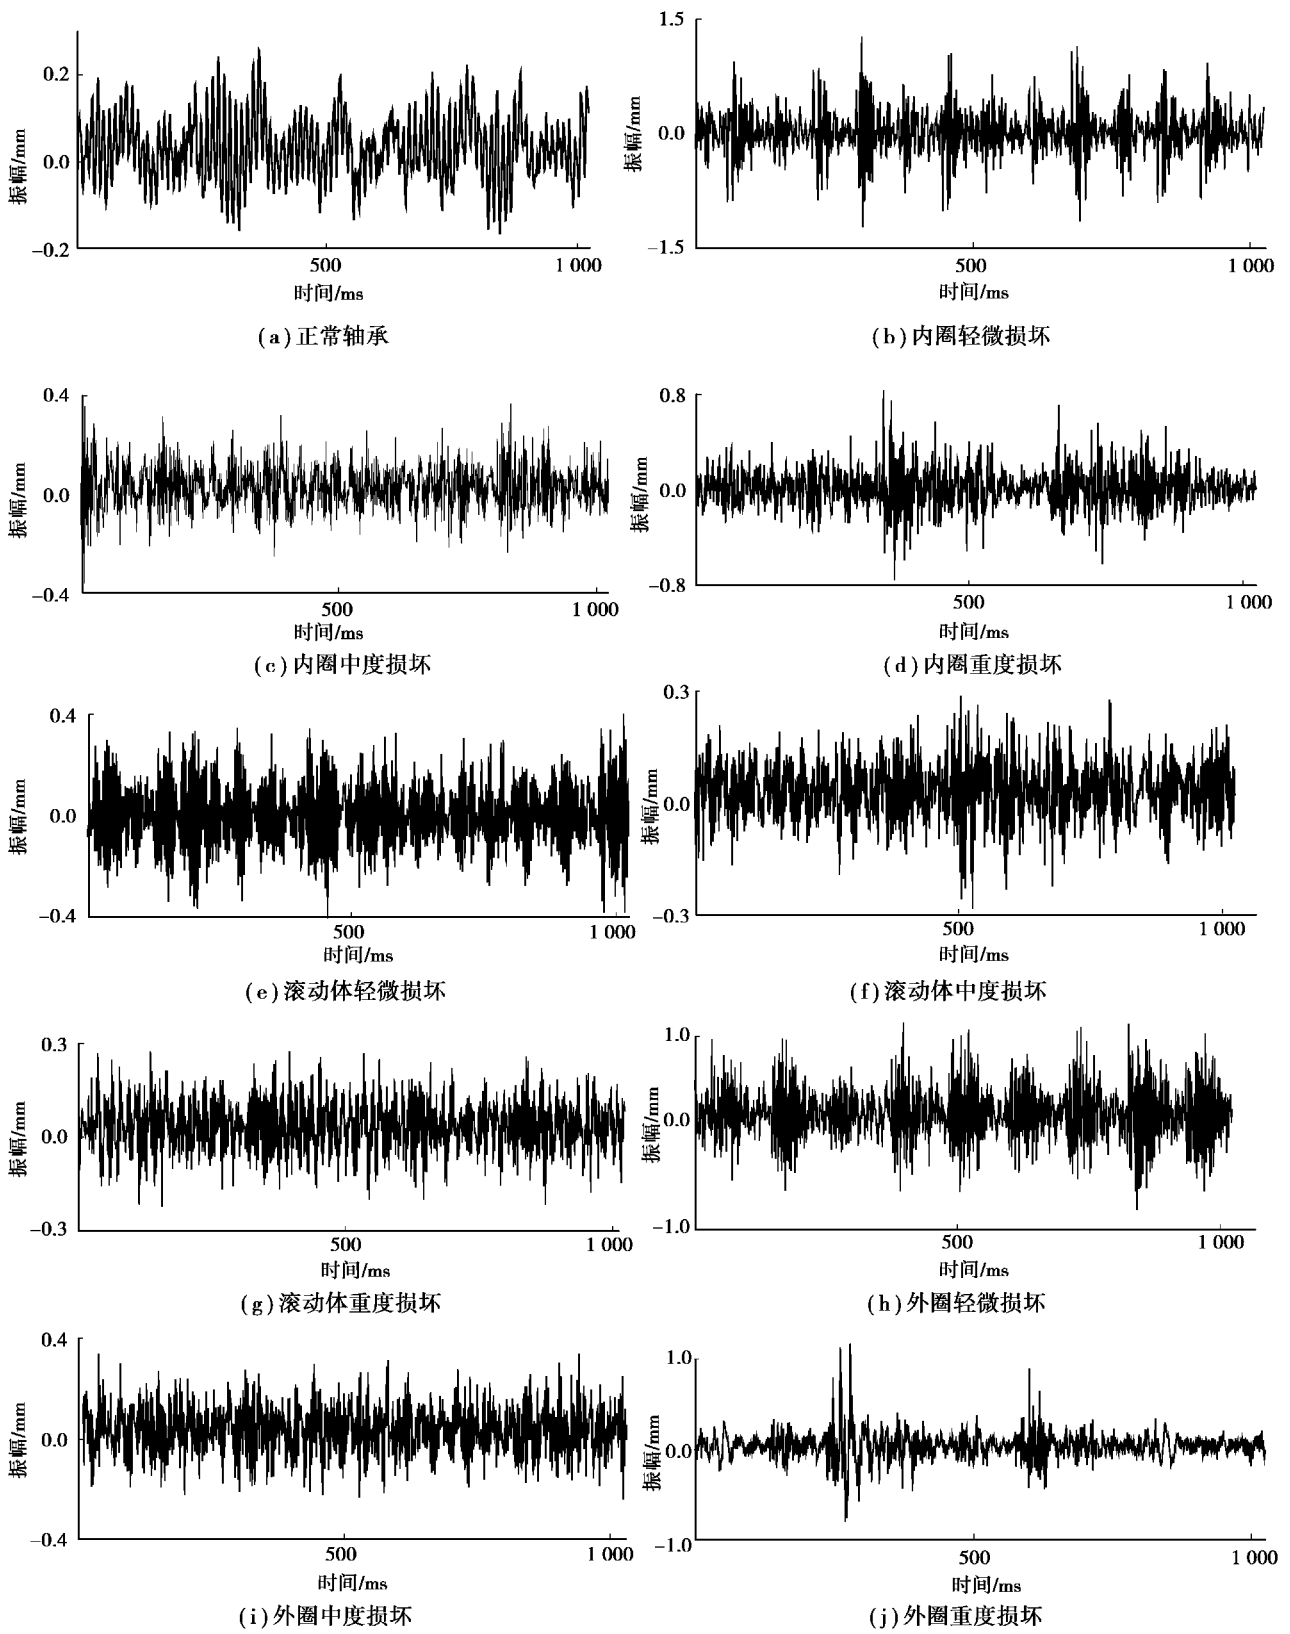 0.2
0.0
−0.2
振幅/mm
500
1 000
时间/ms
(a)正常轴承
1.5
0.0
−1.5
振幅/mm
500
1 000
时间/ms
(b)内圈轻微损坏
0.4
0.0
−0.4
振幅/mm
500
1 000
时间/ms
(c)内圈中度损坏
0.8
0.0
−0.8
振幅/mm
500
1 000
时间/ms
(d)内圈重度损坏
0.4
0.0
−0.4
振幅/mm
500
1 000
时间/ms
(e)滚动体轻微损坏
0.3
0.0
−0.3
振幅/mm
500
1 000
时间/ms
(f)滚动体中度损坏
0.3
0.0
−0.3
振幅/mm
500
1 000
时间/ms
(g)滚动体重度损坏
1.0
0.0
−1.0
振幅/mm
500
1 000
时间/ms
(h)外圈轻微损坏
0.4
0.0
−0.4
振幅/mm
500
1 000
时间/ms
(i)外圈中度损坏
1.0
0.0
−1.0
振幅/mm
500
1 000
时间/ms
(j)外圈重度损坏